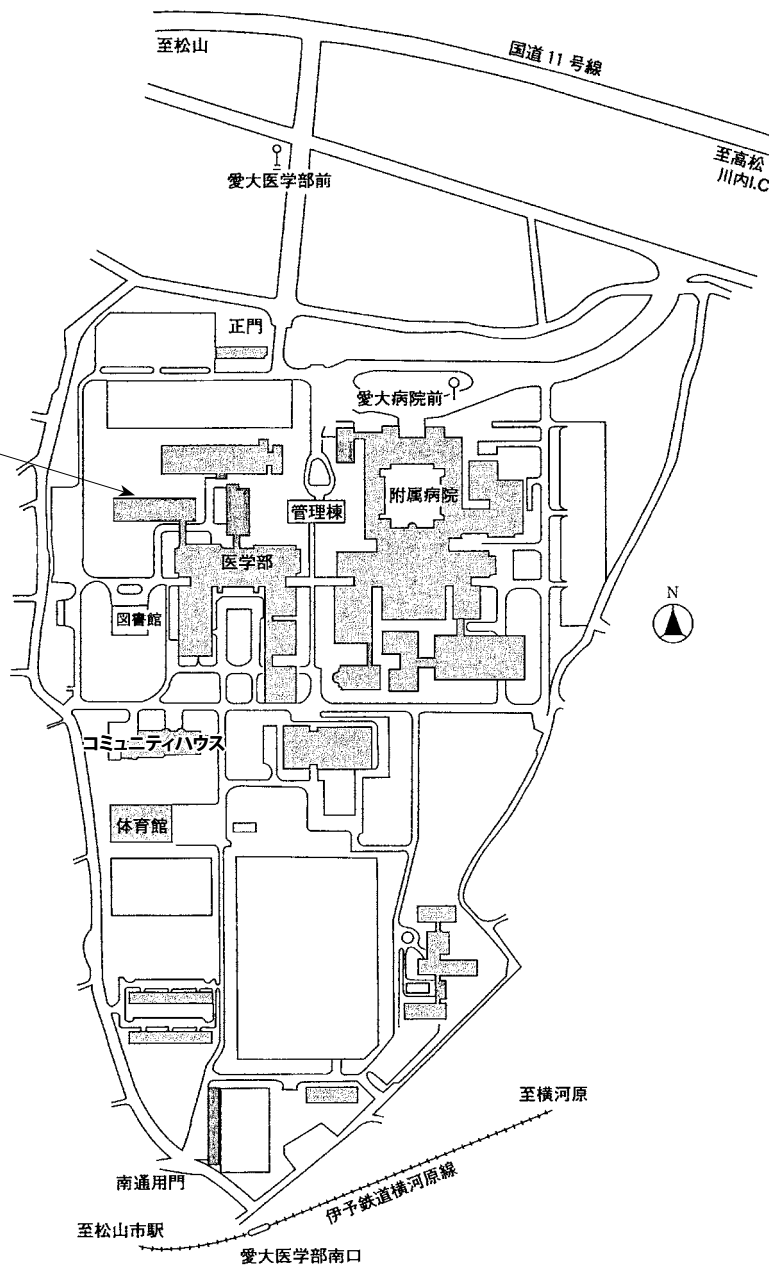 至松山
国道 11 号線
至高松
川内I.C
愛大医学部前
正門
愛大病院前
附属病院
管理棟
医学部
図書館
N
コミュニティハウス
体育館
至横河原
南通用門
伊予鉄道横河原線
至松山市駅
愛大医学部南口